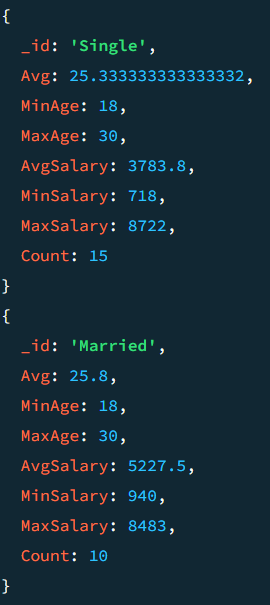 {
  _id: 'Single',
  Avg: 25.333333333333332,
  MinAge: 18,
  MaxAge: 30,
  AvgSalary: 3783.8,
  MinSalary: 718,
  MaxSalary: 8722,
  Count: 15
}
{
  _id: 'Married',
  Avg: 25.8,
  MinAge: 18,
  MaxAge: 30,
  AvgSalary: 5227.5,
  MinSalary: 940,
  MaxSalary: 8483,
  Count: 10
}